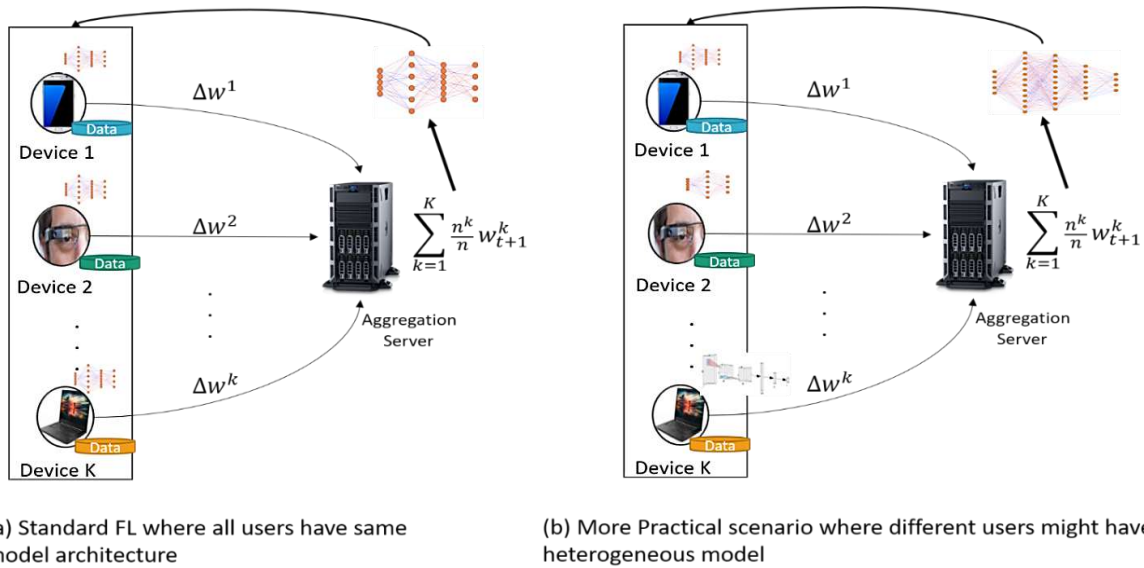 Δw¹
Data
Device 1
Δw²
Data
Device 2
Aggregation
Server
Δwᵏ
Data
Device K
∑ₖ₌₁ᴷ nᵏ/n wᵏₜ₊₁
a) Standard FL where all users have same
model architecture
Δw¹
Data
Device 1
Δw²
Data
Device 2
Aggregation
Server
Δwᵏ
Data
Device K
∑ₖ₌₁ᴷ nᵏ/n wᵏₜ₊₁
(b) More Practical scenario where different users might have
heterogeneous model